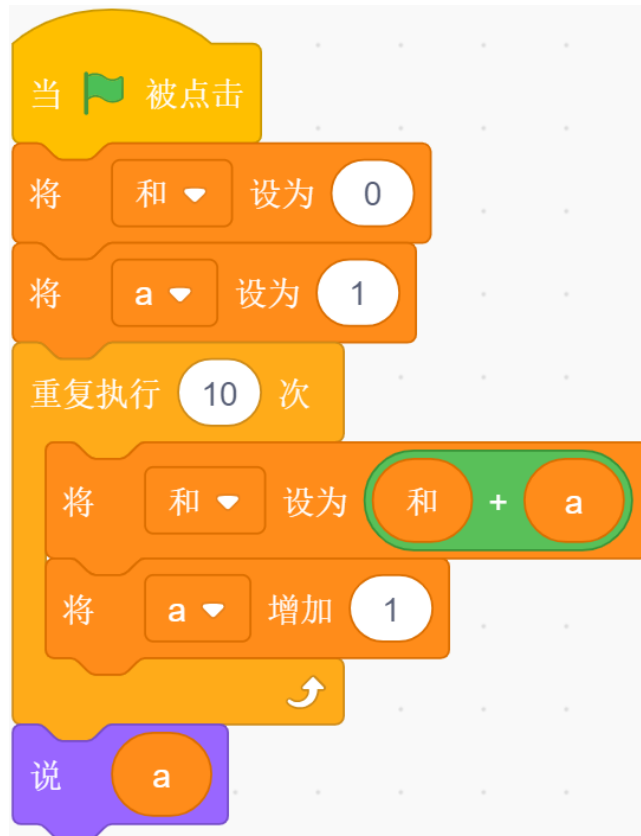 当 被点击
将 和 设为 0
将 a 设为 1
重复执行 10 次
将 和 设为 和 + a
将 a 增加 1
说 a